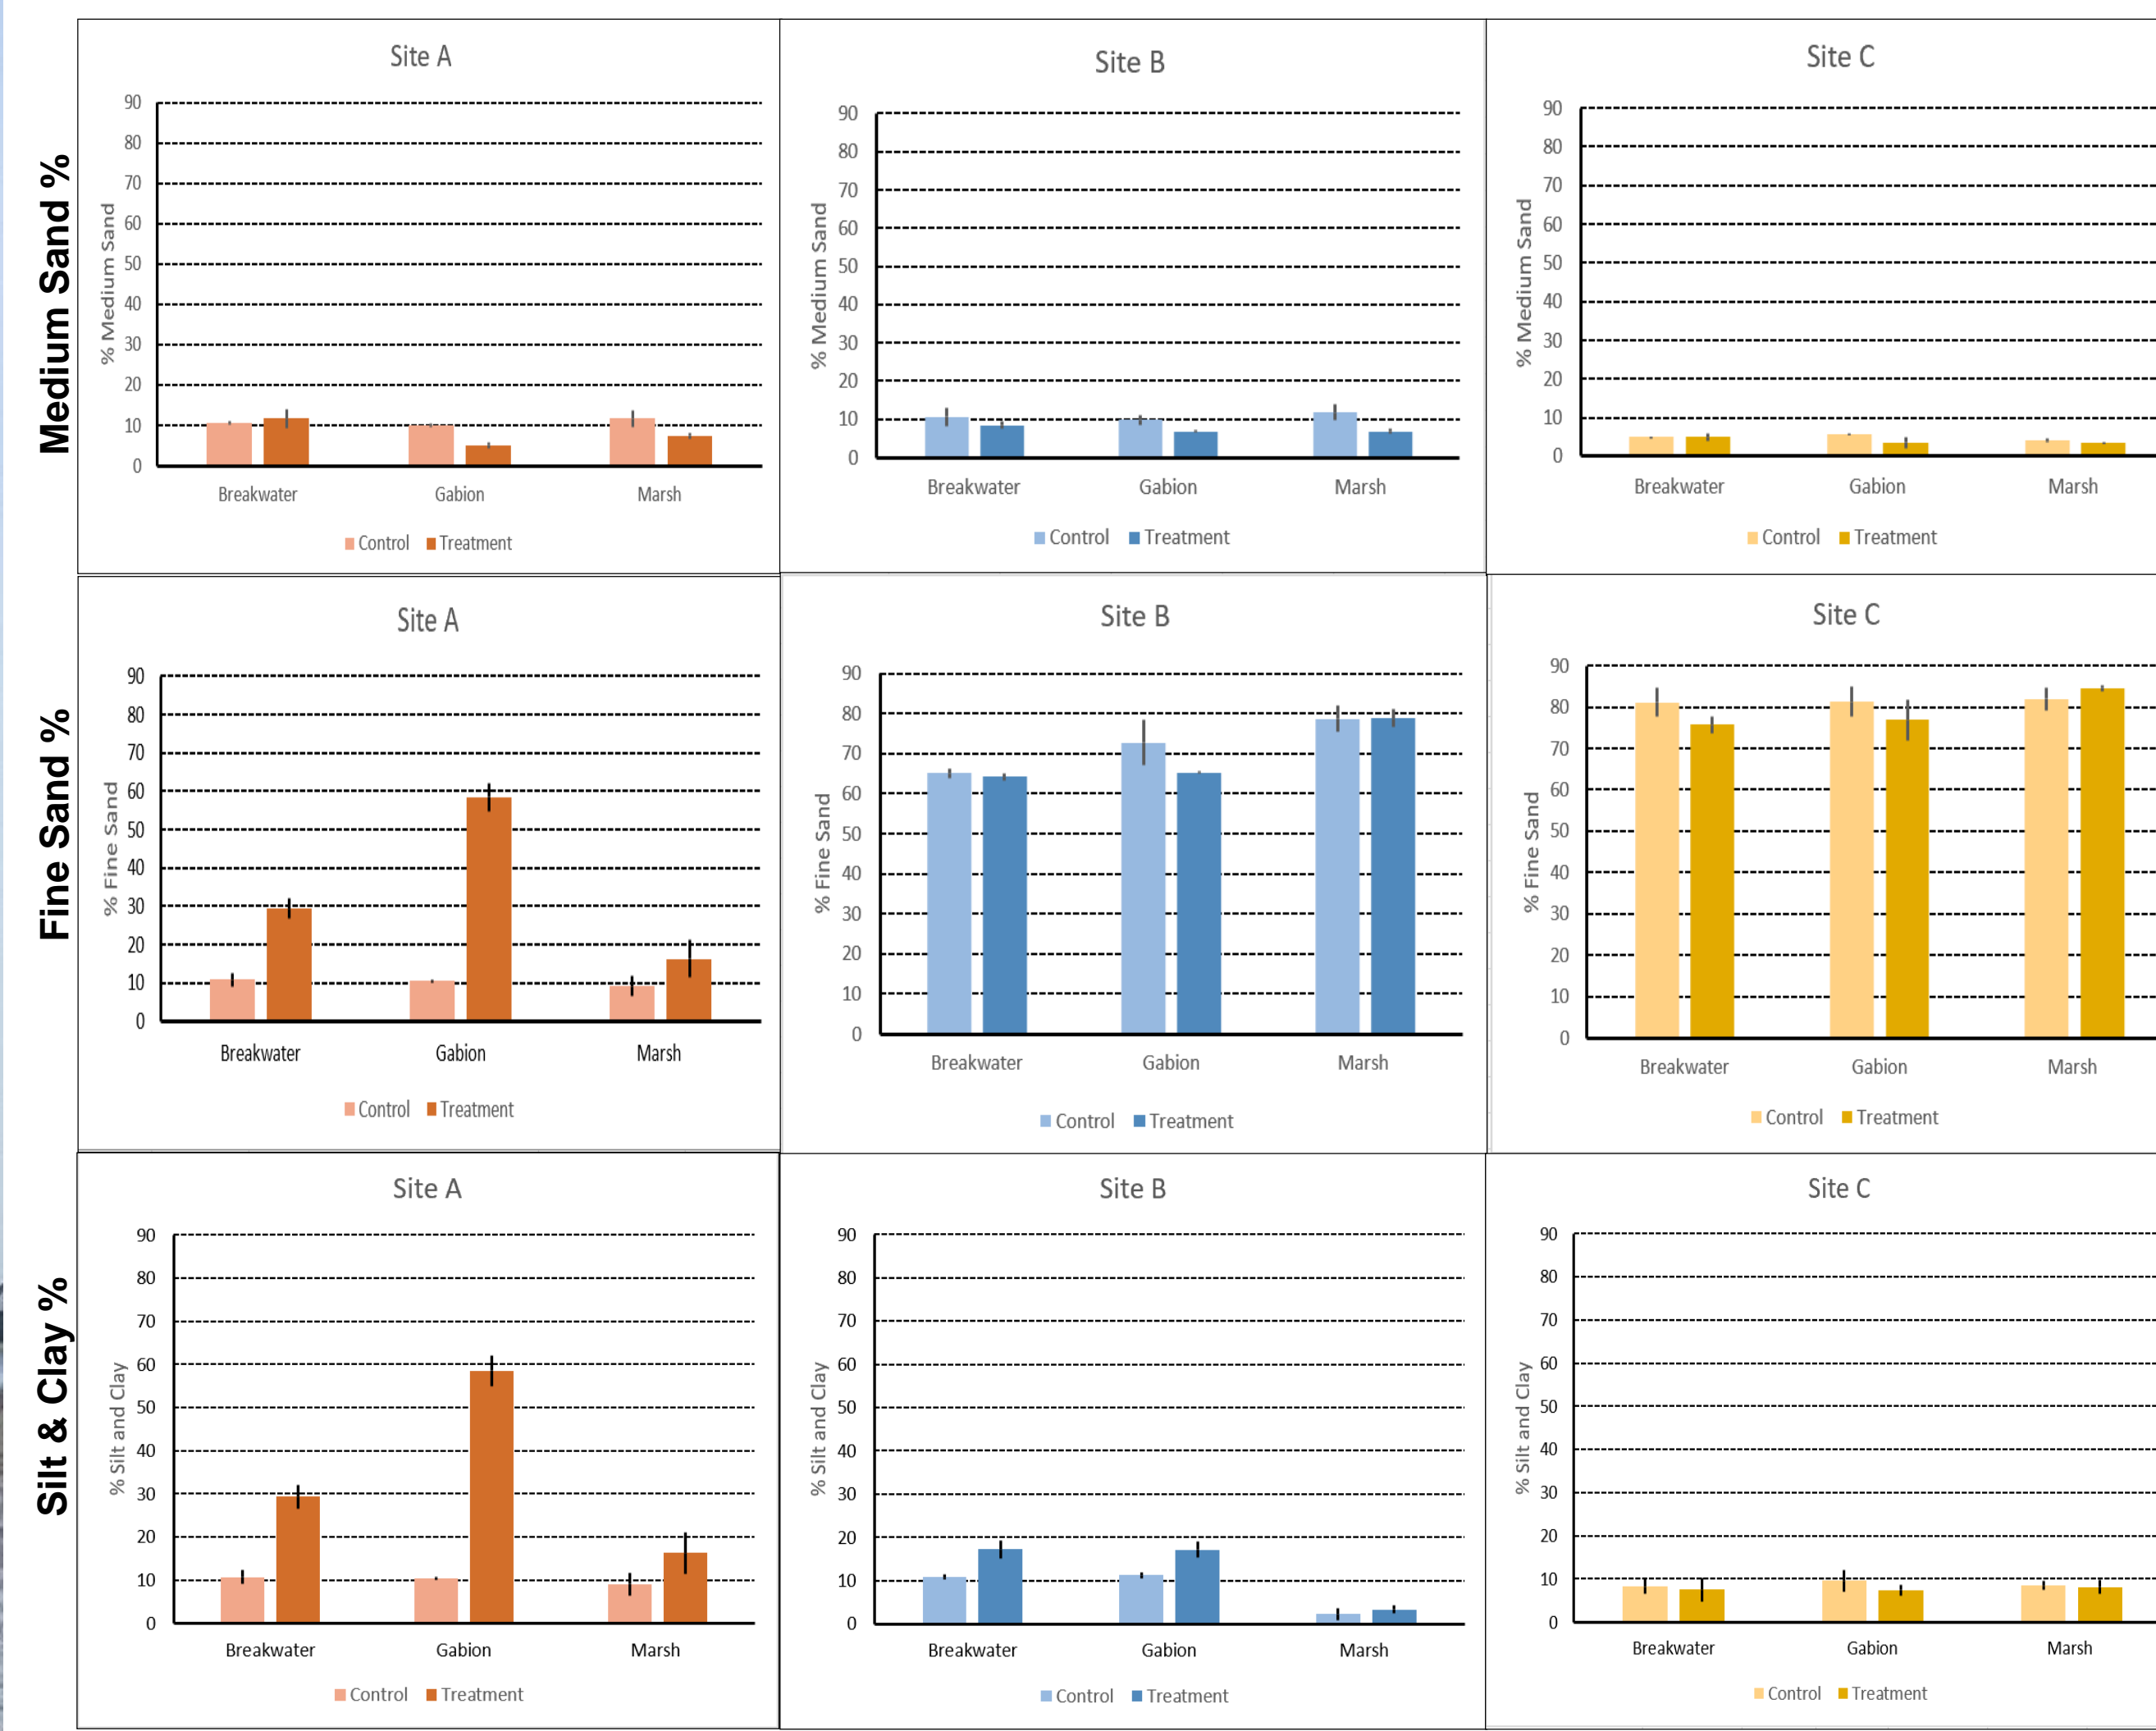 Medium Sand %
Site A
% Medium Sand
90
80
70
60
50
40
30
20
10
0
Breakwater Gabion Marsh
Control Treatment
Site B
% Medium Sand
90
80
70
60
50
40
30
20
10
0
Breakwater Gabion Marsh
Control Treatment
Site C
% Medium Sand
90
80
70
60
50
40
30
20
10
0
Breakwater Gabion Marsh
Control Treatment
Fine Sand %
Site A
% Fine Sand
90
80
70
60
50
40
30
20
10
0
Breakwater Gabion Marsh
Control Treatment
Site B
% Fine Sand
90
80
70
60
50
40
30
20
10
0
Breakwater Gabion Marsh
Control Treatment
Site C
% Fine Sand
90
80
70
60
50
40
30
20
10
0
Breakwater Gabion Marsh
Control Treatment
Silt & Clay %
Site A
% Silt and Clay
90
80
70
60
50
40
30
20
10
0
Breakwater Gabion Marsh
Control Treatment
Site B
% Silt and Clay
90
80
70
60
50
40
30
20
10
0
Breakwater Gabion Marsh
Control Treatment
Site C
% Silt and Clay
90
80
70
60
50
40
30
20
10
0
Breakwater Gabion Marsh
Control Treatment